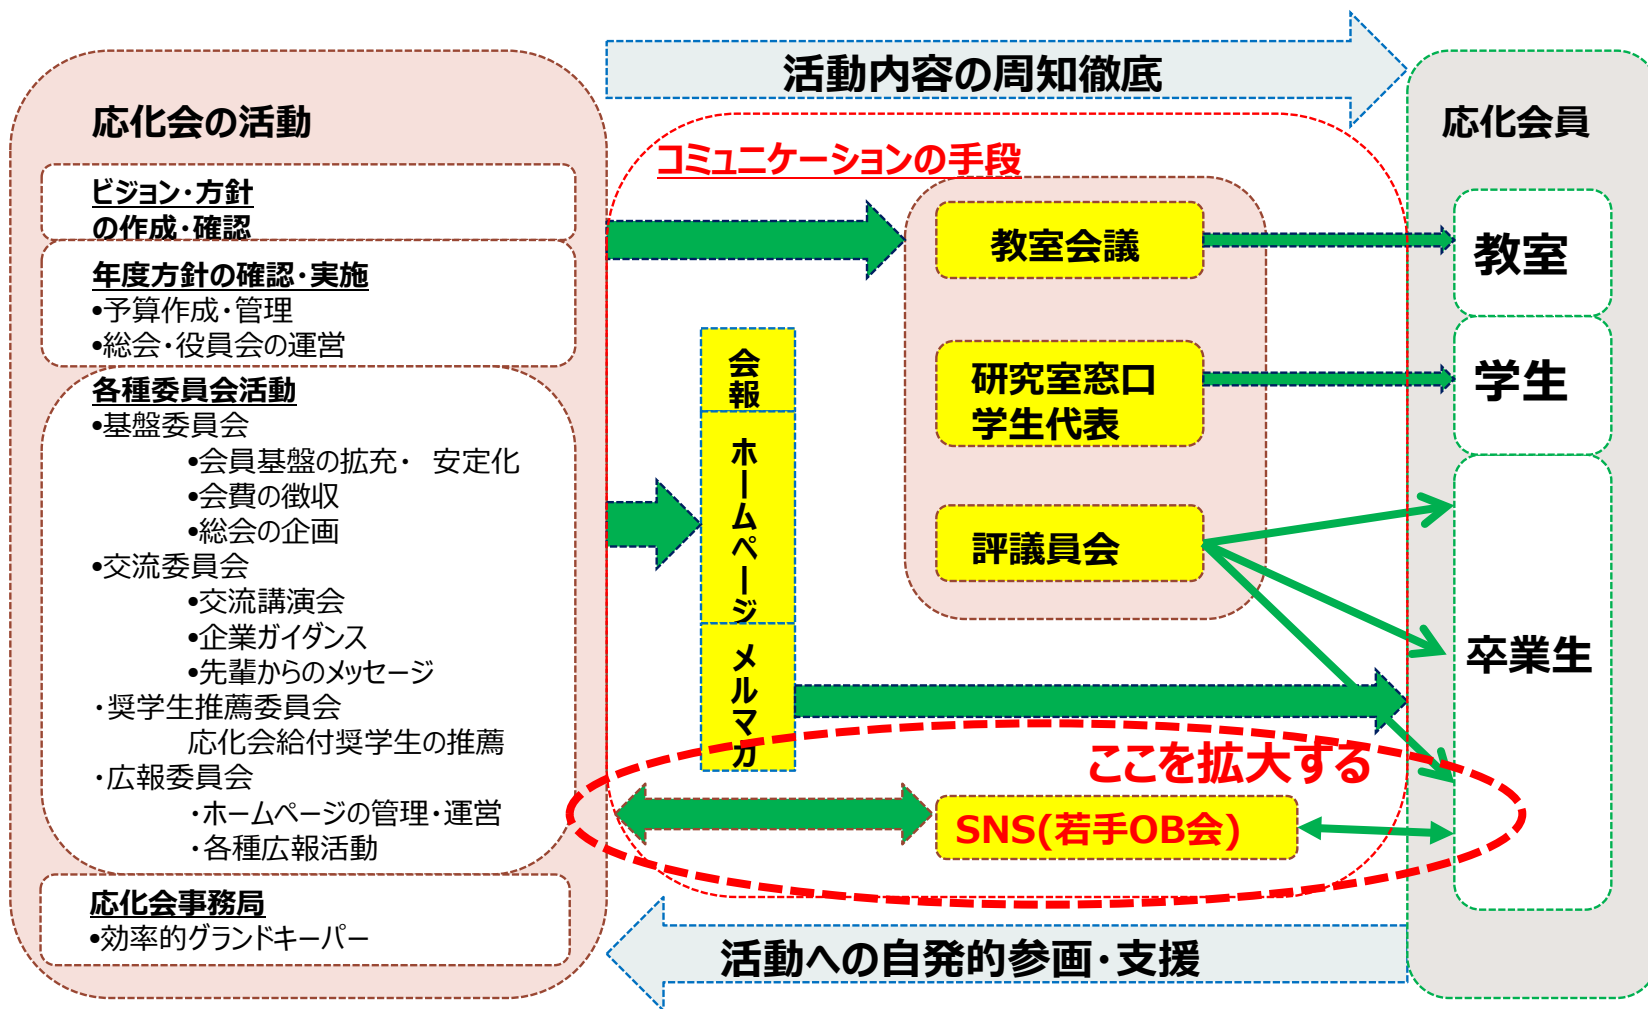 活動内容の周知徹底
応化会の活動
ビジョン・方針
の作成・確認
年度方針の確認・実施
•予算作成・管理
•総会・役員会の運営
各種委員会活動
•基盤委員会
•会員基盤の拡充・ 安定化
•会費の徴収
•総会の企画
•交流委員会
•交流講演会
•企業ガイダンス
•先輩からのメッセージ
・奨学生推薦委員会
応化会給付奨学生の推薦
・広報委員会
・ホームページの管理・運営
・各種広報活動
応化会事務局
•効率的グランドキーパー
コミュニケーションの手段
会報
ホームページ
メルマガ
教室会議
研究室窓口
学生代表
評議員会
ここを拡大する
SNS(若手OB会)
応化会員
教室
学生
卒業生
活動への自発的参画・支援